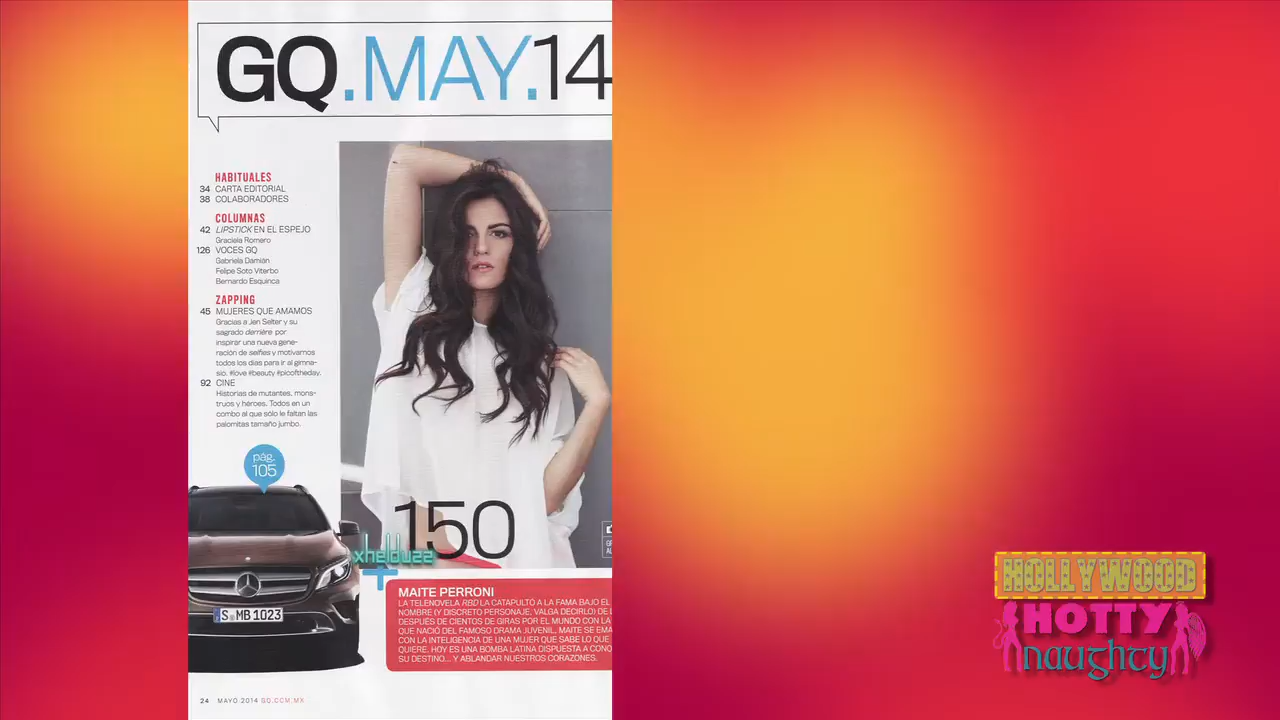 GQ.MAY.14
HABITUALES
34 CARTA EDITORIAL
38 COLABORADORES
COLUMNAS
42 LIPSTICK EN EL ESPEJO
Graciela Romero
126 VOCES GQ
Gabriela Damián
Felipe Soto Viterbo
Bernardo Esquinca
ZAPPING
45 MUJERES QUE AMAMOS
Gracias a Jen Selter y su
sagrado derrière por
inspirar una nueva gene-
ración de selfies y motivarnos
todos los días para ir al gimna-
sio. #love #beauty #picoftheday.
92 CINE
Historias de mutantes, mons-
truos y héroes. Todos en un
combo al que sólo le faltan las
palomitas tamaño jumbo.
pág.
105
S MB 1023
150
xhelduzz
MAITE PERRONI
LA TELENOVELA RBD LA CATAPULTÓ A LA FAMA BAJO EL
NOMBRE (Y DISCRETO PERSONAJE, VALGA DECIRLO) DE
DESPUÉS DE CIENTOS DE GIRAS POR EL MUNDO CON LA
QUE NACIÓ DEL FAMOSO DRAMA JUVENIL, MAITE SE
CON LA INTELIGENCIA DE UNA MUJER QUE SABE LO QUE
QUIERE. HOY ES UNA BOMBA LATINA DISPUESTA A
SU DESTINO... Y ABLANDAR NUESTROS CORAZONES.
24 MAYO 2014 GQ.COM.MX
HOLLYWOOD
HOTTY
naughty